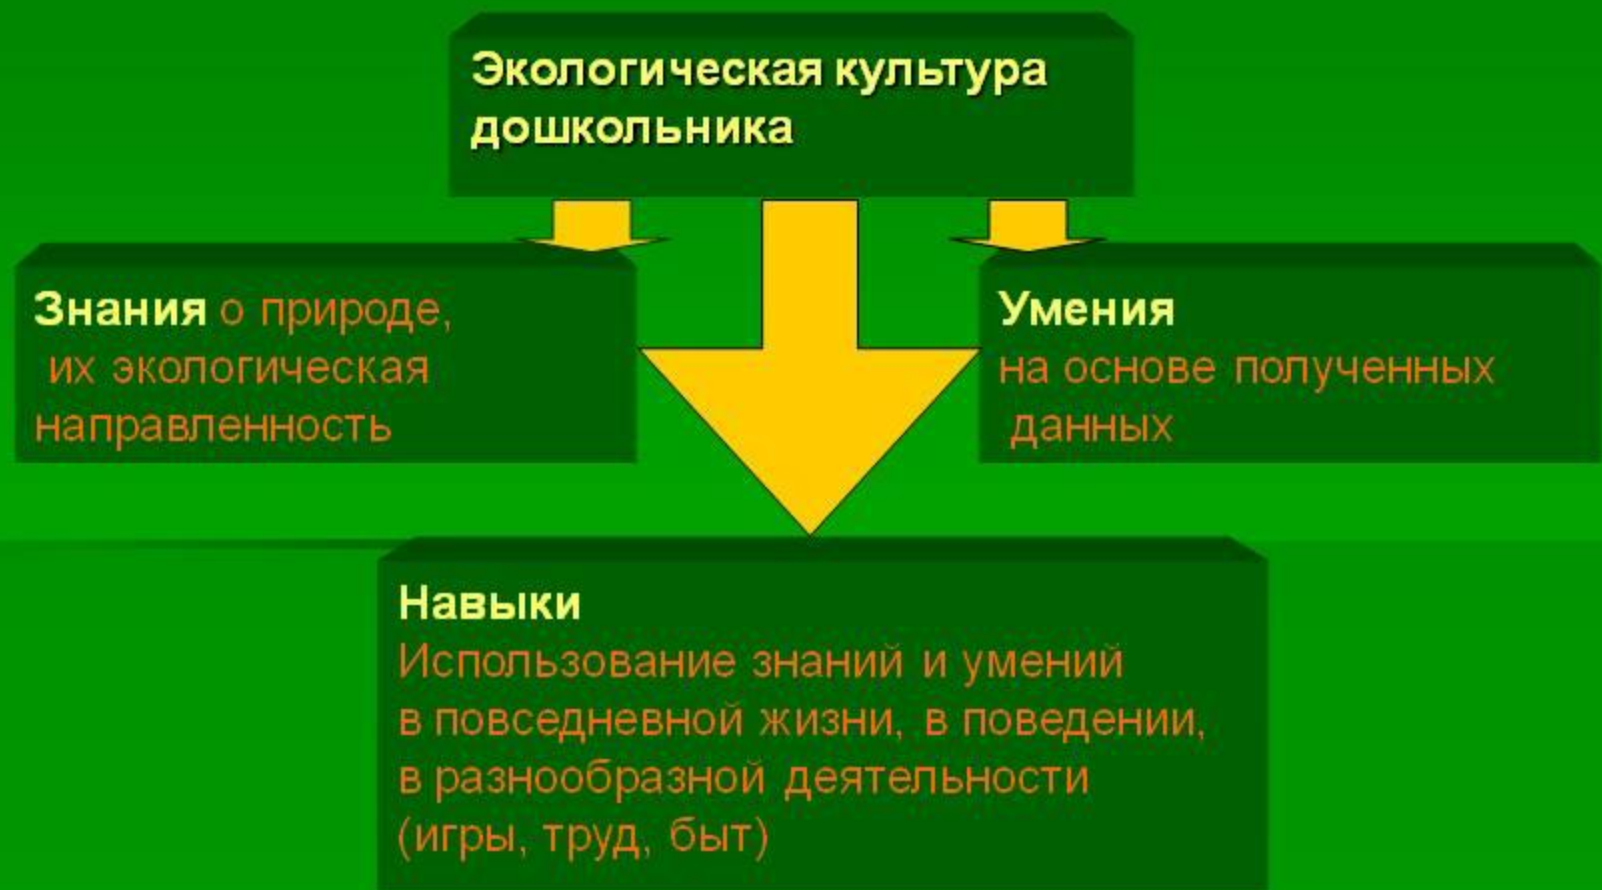 Экологическая культура
дошкольника
Знания о природе,
их экологическая
направленность
Умения
на основе полученных
данных
Навыки
Использование знаний и умений
в повседневной жизни, в поведении,
в разнообразной деятельности
(игры, труд, быт)